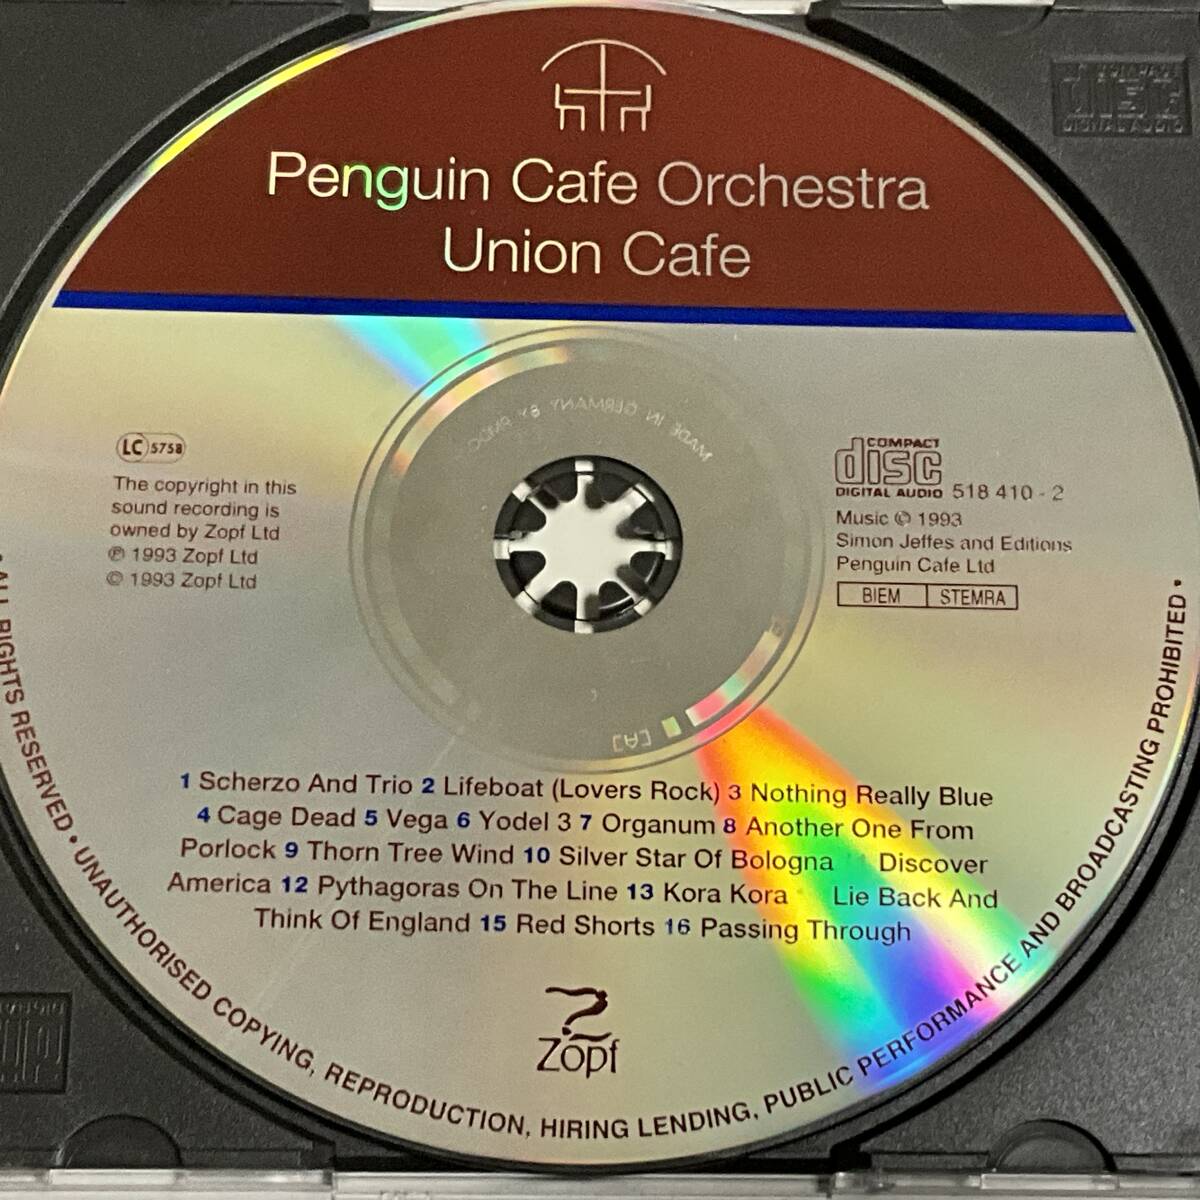 Penguin Cafe Orchestra
Union Cafe
MADE IN GERMANY BY PMDC
LC 5758
The copyright in this
sound recording is
owned by Zopf Ltd
℗ 1993 Zopf Ltd
© 1993 Zopf Ltd
COMPACT
disc
DIGITAL AUDIO 518 410 - 2
Music © 1993
Simon Jeffes and Editions
Penguin Cafe Ltd
BIEM STEMRA
1 Scherzo And Trio 2 Lifeboat (Lovers Rock) 3 Nothing Really Blue
4 Cage Dead 5 Vega 6 Yodel 3 7 Organum 8 Another One From
Porlock 9 Thorn Tree Wind 10 Silver Star Of Bologna 11 Discover
America 12 Pythagoras On The Line 13 Kora Kora Lie Back And
Think Of England 15 Red Shorts 16 Passing Through
Zopf
• ALL RIGHTS RESERVED • UNAUTHORISED COPYING, REPRODUCTION, HIRING LENDING, PUBLIC PERFORMANCE AND BROADCASTING PROHIBITED •
COMPACT
disc
DIGITAL AUDIO